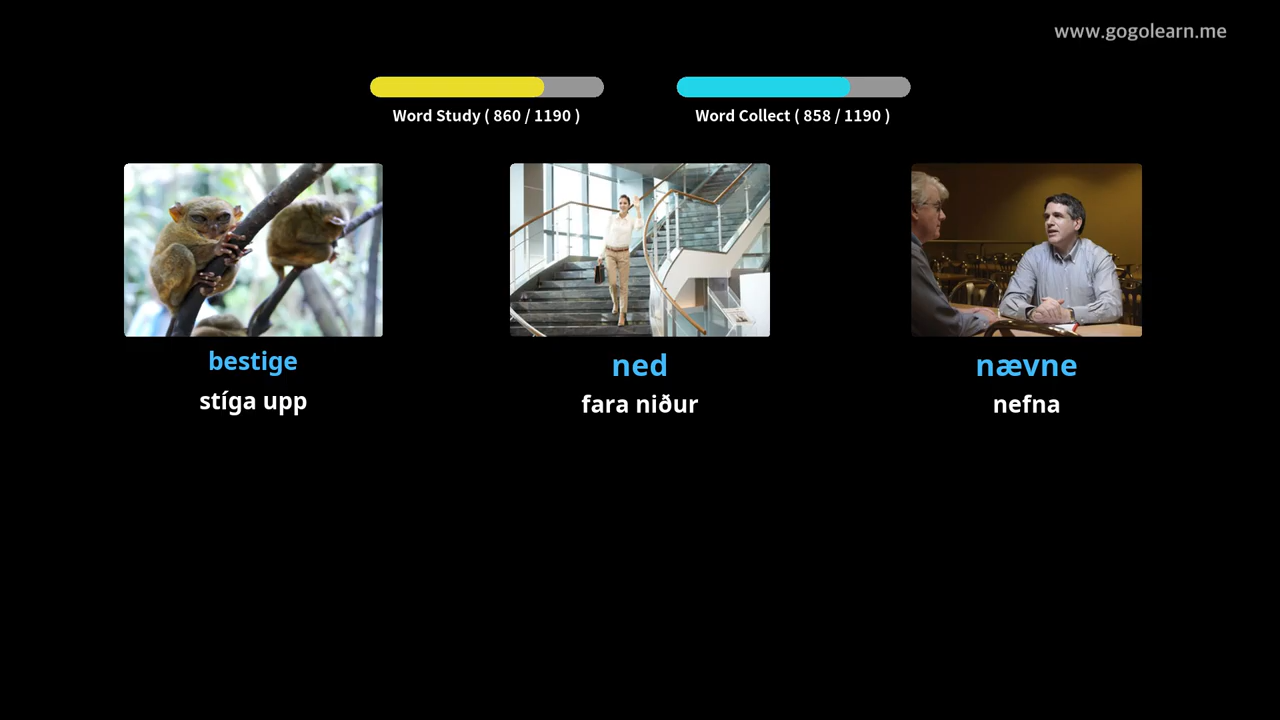 www.gogolearn.me
Word Study ( 860 / 1190 )
Word Collect ( 858 / 1190 )
bestige
stíga upp
ned
fara niður
nævne
nefna